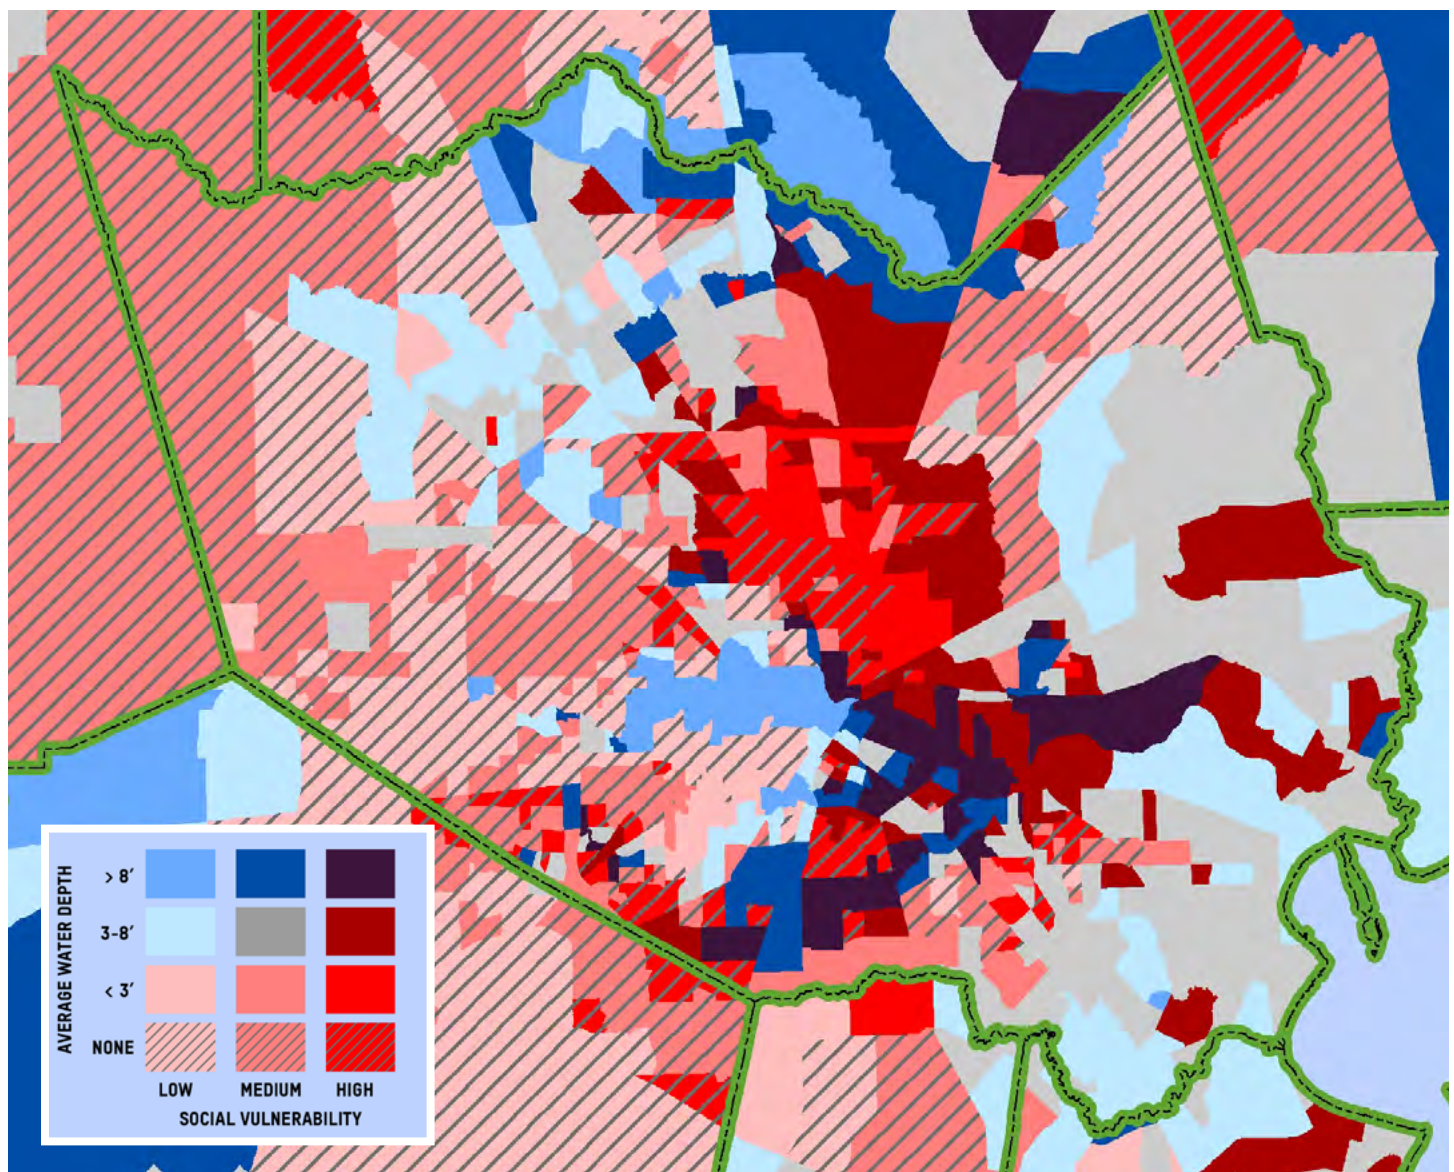 AVERAGE WATER DEPTH
> 8′
3-8′
< 3′
NONE
LOW MEDIUM HIGH
SOCIAL VULNERABILITY